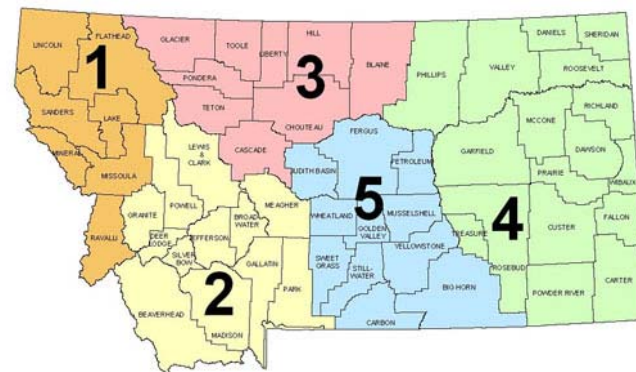 LINCOLN
FLATHEAD
1
SANDERS
LAKE
MINERAL
MISSOULA
RAVALLI
GLACIER
TOOLE
LIBERTY
HILL
BLAINE
PONDERA
3
TETON
CHOUTEAU
CASCADE
LEWIS
&
CLARK
POWELL
GRANITE
DEER
LODGE
SILVER
BOW
JEFFERSON
BROAD
WATER
MEAGHER
GALLATIN
PARK
2
BEAVERHEAD
MADISON
FERGUS
JUDITH BASIN
PETROLEUM
5
WHEATLAND
GOLDEN
VALLEY
MUSSELSHELL
SWEET
GRASS
STILL-
WATER
YELLOWSTONE
BIG HORN
CARBON
PHILLIPS
VALLEY
DANIELS
SHERIDAN
ROOSEVELT
RICHLAND
MCCONE
GARFIELD
DAWSON
PRAIRIE
WIBAUX
4
TREASURE
ROSEBUD
CUSTER
FALLON
POWDER RIVER
CARTER